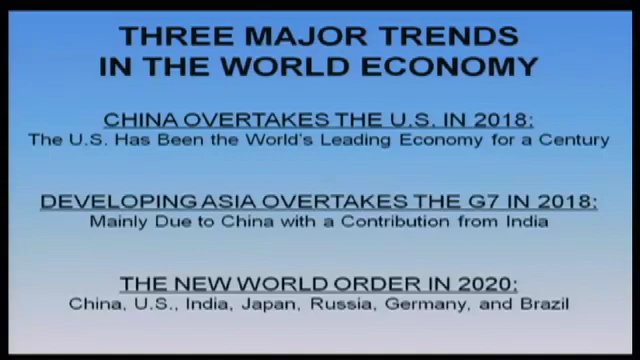 THREE MAJOR TRENDS
IN THE WORLD ECONOMY
CHINA OVERTAKES THE U.S. IN 2018:
The U.S. Has Been the World's Leading Economy for a Century
DEVELOPING ASIA OVERTAKES THE G7 IN 2018:
Mainly Due to China with a Contribution from India
THE NEW WORLD ORDER IN 2020:
China, U.S., India, Japan, Russia, Germany, and Brazil